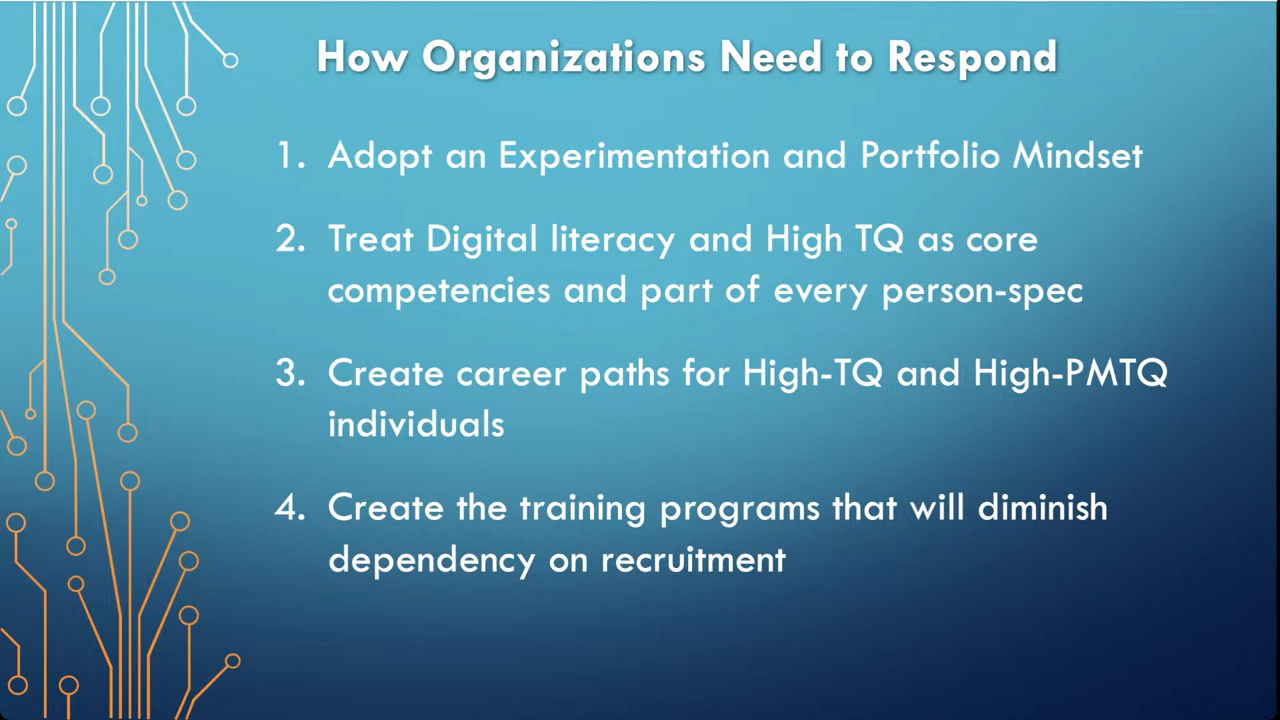 How Organizations Need to Respond
1. Adopt an Experimentation and Portfolio Mindset
2. Treat Digital literacy and High TQ as core
competencies and part of every person-spec
3. Create career paths for High-TQ and High-PMTQ
individuals
4. Create the training programs that will diminish
dependency on recruitment